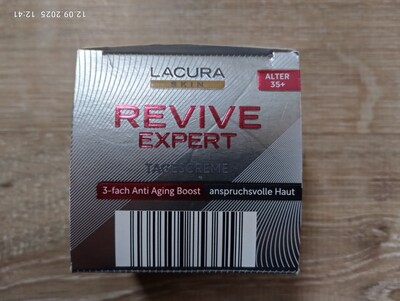 12.09.2025 12:41
LACURA
SKIN
ALTER
35+
REVIVE
EXPERT
TAGESCREME
3-fach Anti Aging Boost anspruchsvolle Haut